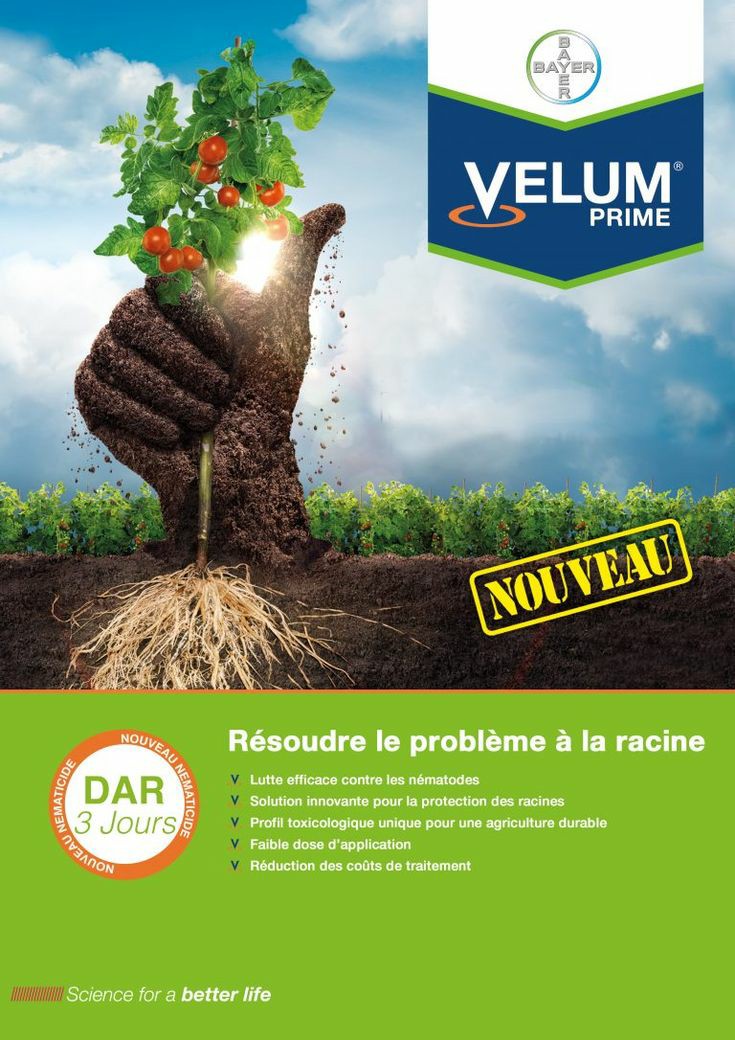 BAYER
BAYER
VELUM®
PRIME
NOUVEAU
Résoudre le problème à la racine
NOUVEAU NEMATICIDE
DAR
3 Jours
NOUVEAU NEMATICIDE
V Lutte efficace contre les nématodes
V Solution innovante pour la protection des racines
V Profil toxicologique unique pour une agriculture durable
V Faible dose d'application
V Réduction des coûts de traitement
Science for a better life